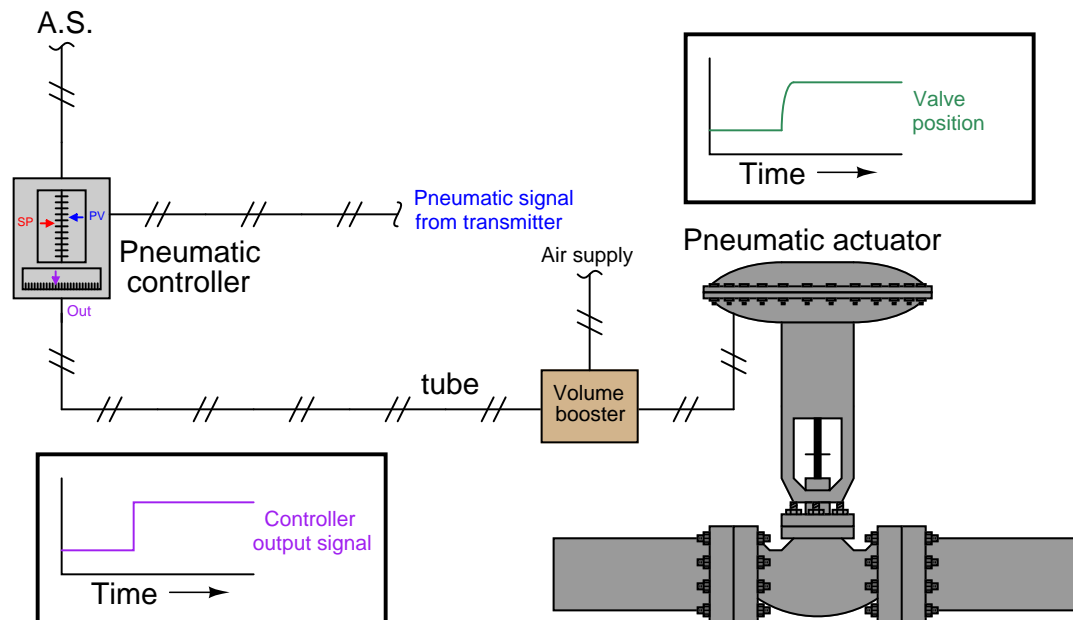 A.S.
SP
PV
Pneumatic
controller
Out
Pneumatic signal
from transmitter
Air supply
tube
Volume
booster
Pneumatic actuator
Valve
position
Time
Controller
output signal
Time